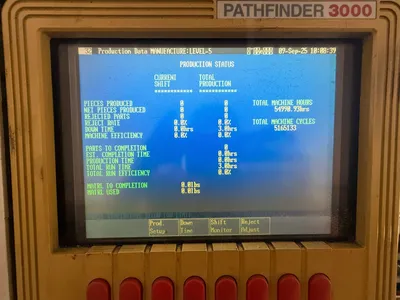 PATHFINDER 3000
Production Data MANUFACTURE:LEVEL-5 09-Sep-25 10:08:39
PRODUCTION STATUS
CURRENT TOTAL
SHIFT PRODUCTION
PIECES PRODUCED 0 0 TOTAL MACHINE HOURS
NET PIECES PRODUCED 0 0 54990.93hrs
REJECTED PARTS 0 0
REJECT RATE 0.0% 0.0% TOTAL MACHINE CYCLES
DOWN TIME 0.0hrs 3.0hrs 5165133
MACHINE EFFICIENCY 0.0% 0.0%
PARTS TO COMPLETION 0
EST. COMPLETION TIME 0.0hrs
PRODUCTION TIME 0.0hrs
TOTAL RUN TIME 3.0hrs
TOTAL RUN EFFICIENCY 0.0%
MATRL TO COMPLETION 0.0lbs
MATRL USED 0.0lbs
Prod. Down Shift Reject
Setup Time Monitor Adjust